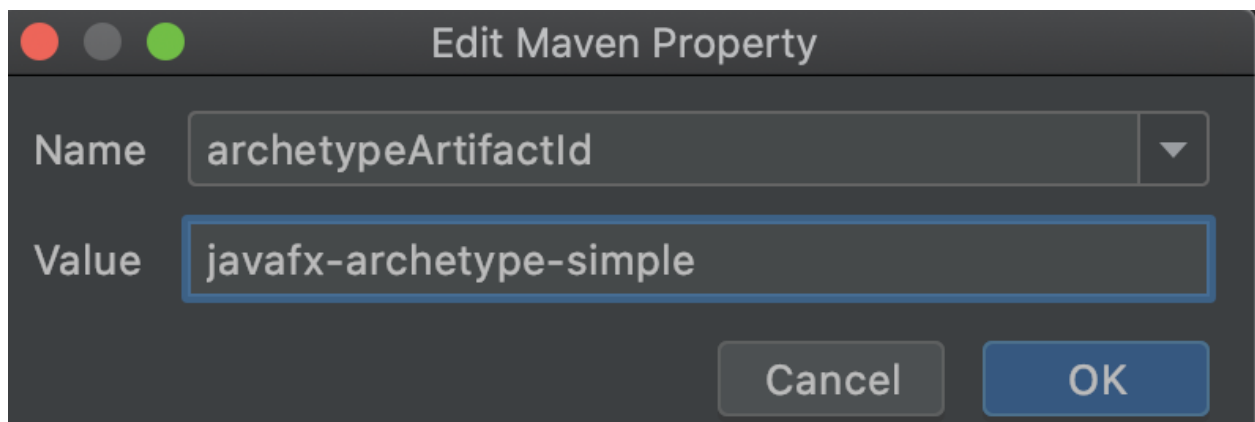 Edit Maven Property
Name archetypeArtifactId
Value javafx-archetype-simple
Cancel OK